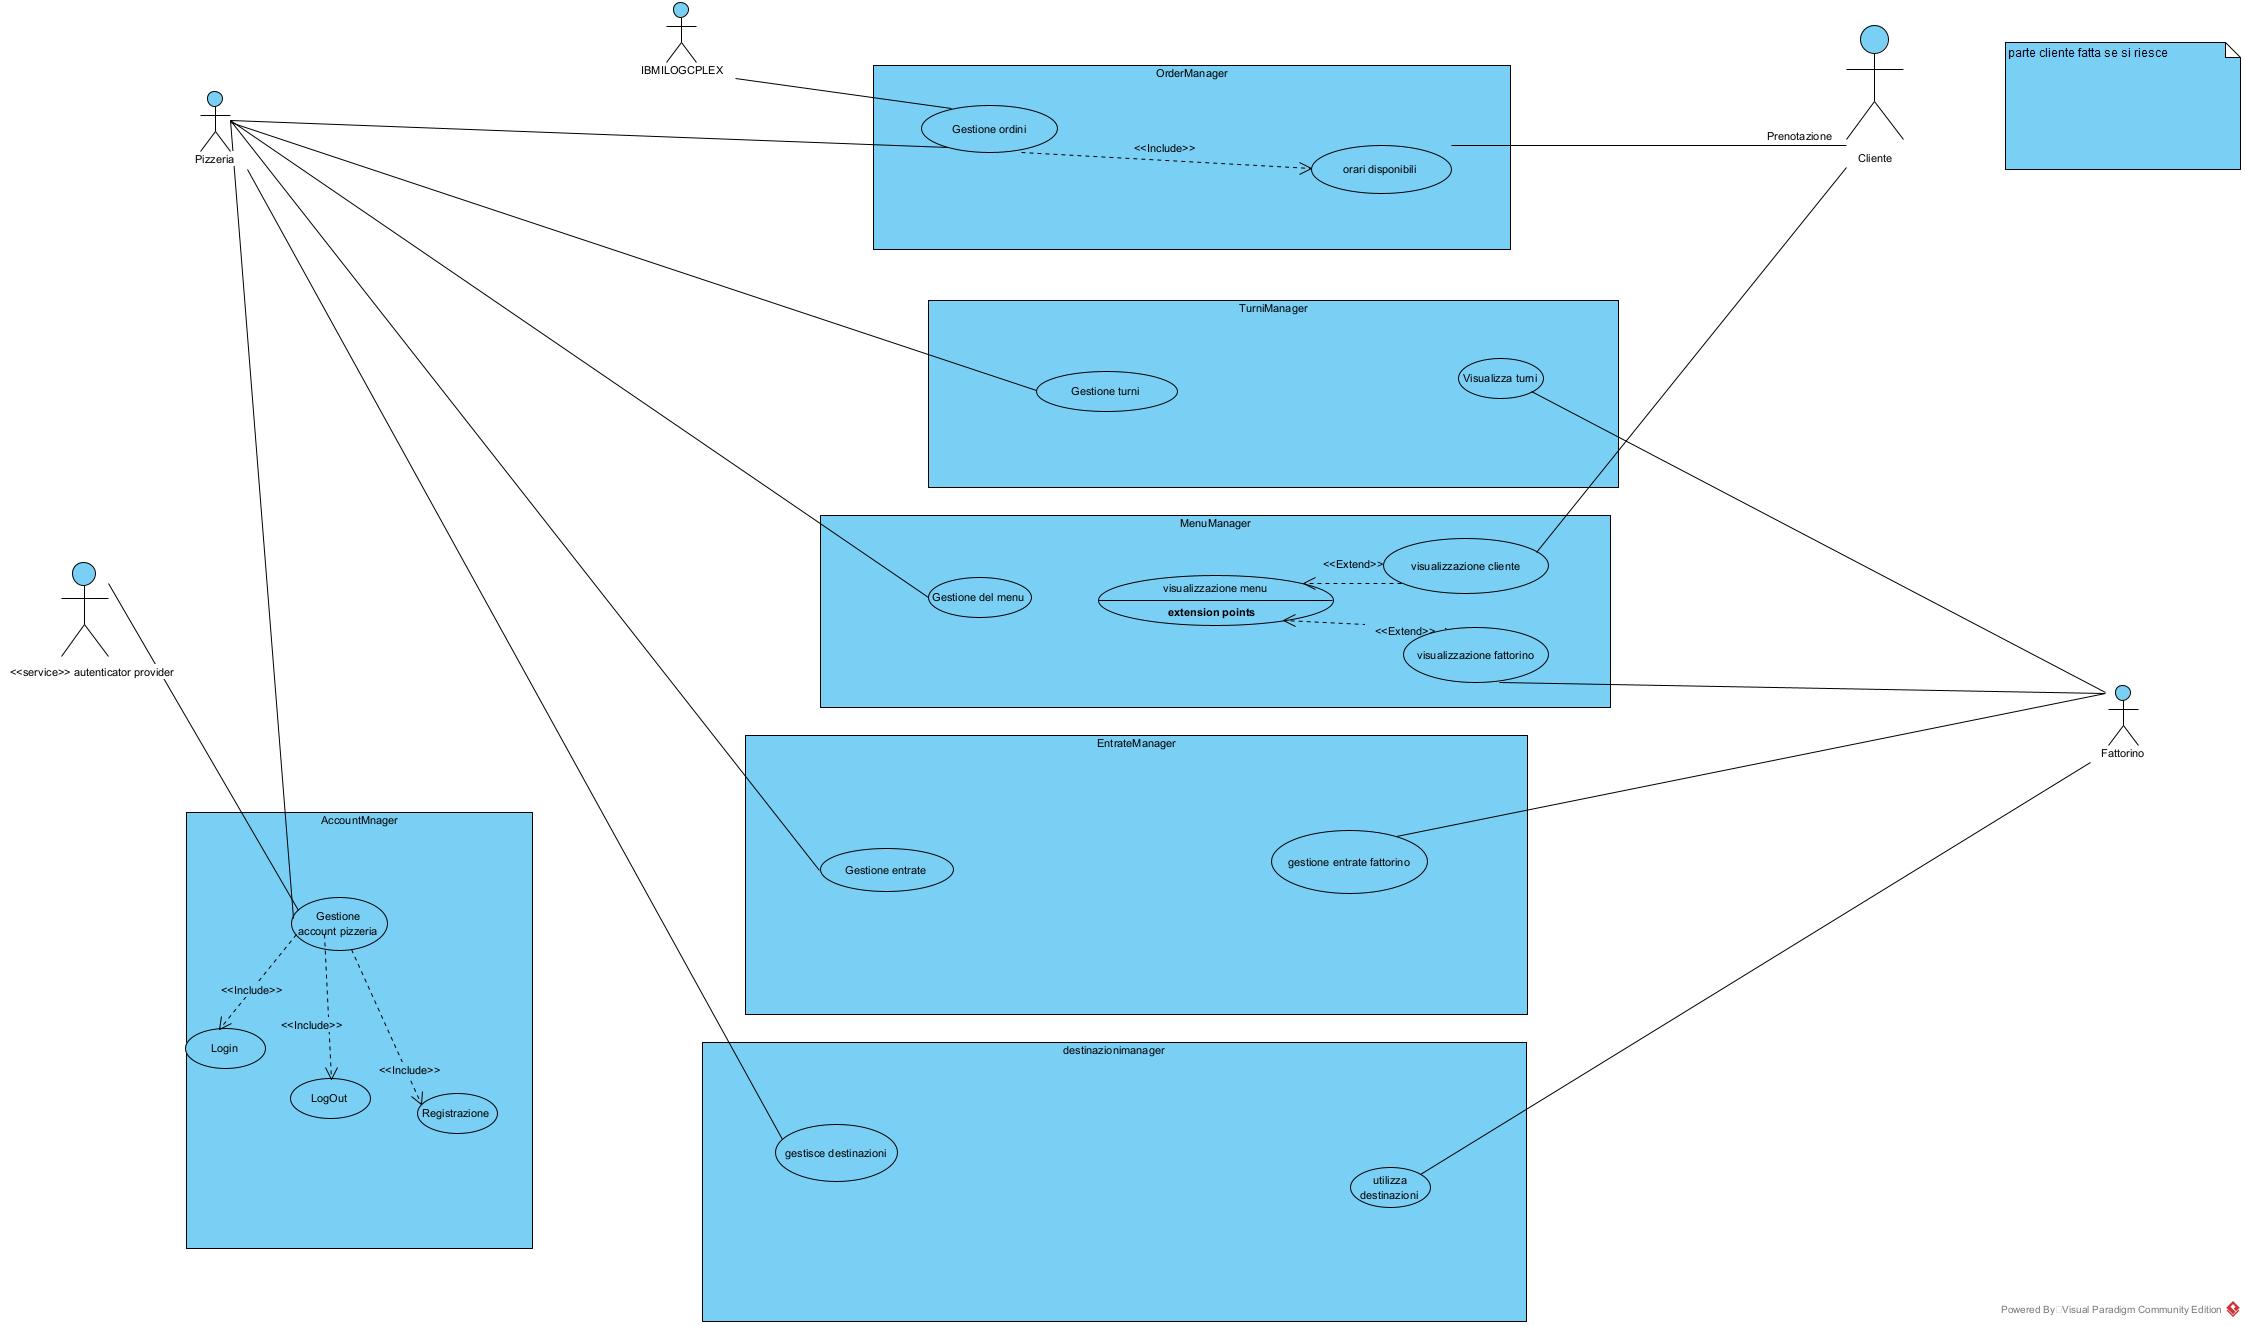 IBMILOGCPLEX
parte cliente fatta se si riesce
OrderManager
Gestione ordini
Prenotazione
<<Include>>
Pizzeria
Cliente
orari disponibili
TurniManager
Visualizza turni
Gestione turni
MenuManager
<<Extend>>
visualizzazione cliente
visualizzazione menu
Gestione del menu
extension points
<<Extend>>
visualizzazione fattorino
<<service>> autenticator provider
EntrateManager
Fattorino
AccountMnager
gestione entrate fattorino
Gestione entrate
Gestione
account pizzeria
<<Include>>
<<Include>>
Login
destinazionimanager
<<Include>>
LogOut
Registrazione
gestisce destinazioni
utilizza
destinazioni
Powered By Visual Paradigm Community Edition